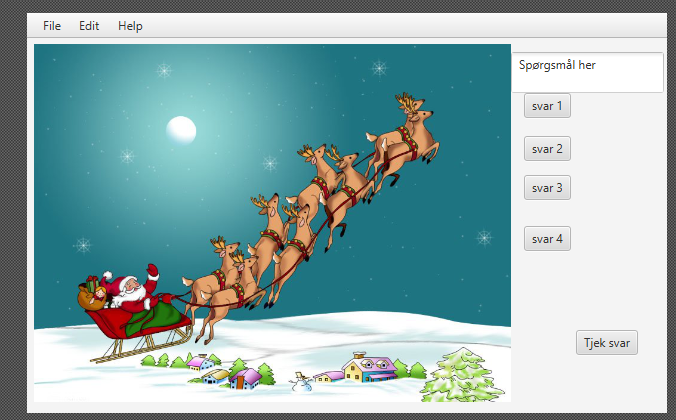 File Edit Help
Spørgsmål her
svar 1
svar 2
svar 3
svar 4
Tjek svar